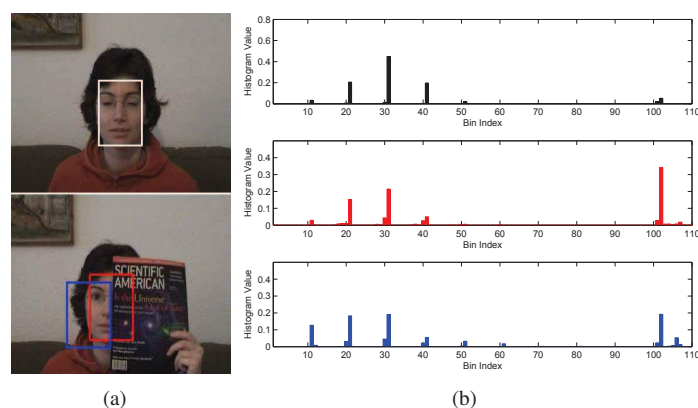 0.8
0.6
0.4
0.2
0
Histogram Value
10 20 30 40 50 60 70 80 90 100 110
Bin Index
0.4
0.3
0.2
0.1
0
Histogram Value
10 20 30 40 50 60 70 80 90 100 110
Bin Index
0.4
0.3
0.2
0.1
0
Histogram Value
10 20 30 40 50 60 70 80 90 100 110
Bin Index
SCIENTIFIC
AMERICAN
Is the Universe
Out of Tune?
(a)
(b)